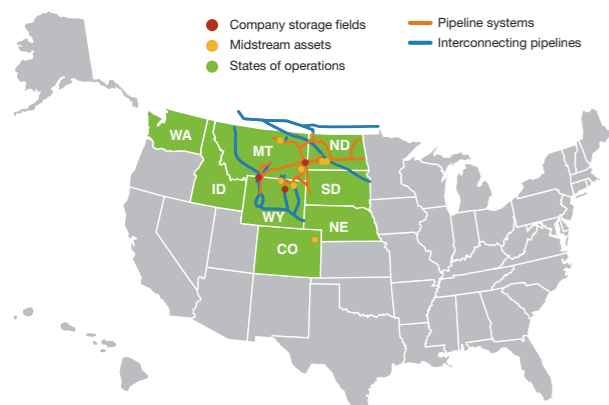 Company storage fields
Midstream assets
States of operations
Pipeline systems
Interconnecting pipelines
WA
MT
ND
ID
SD
WY
NE
CO